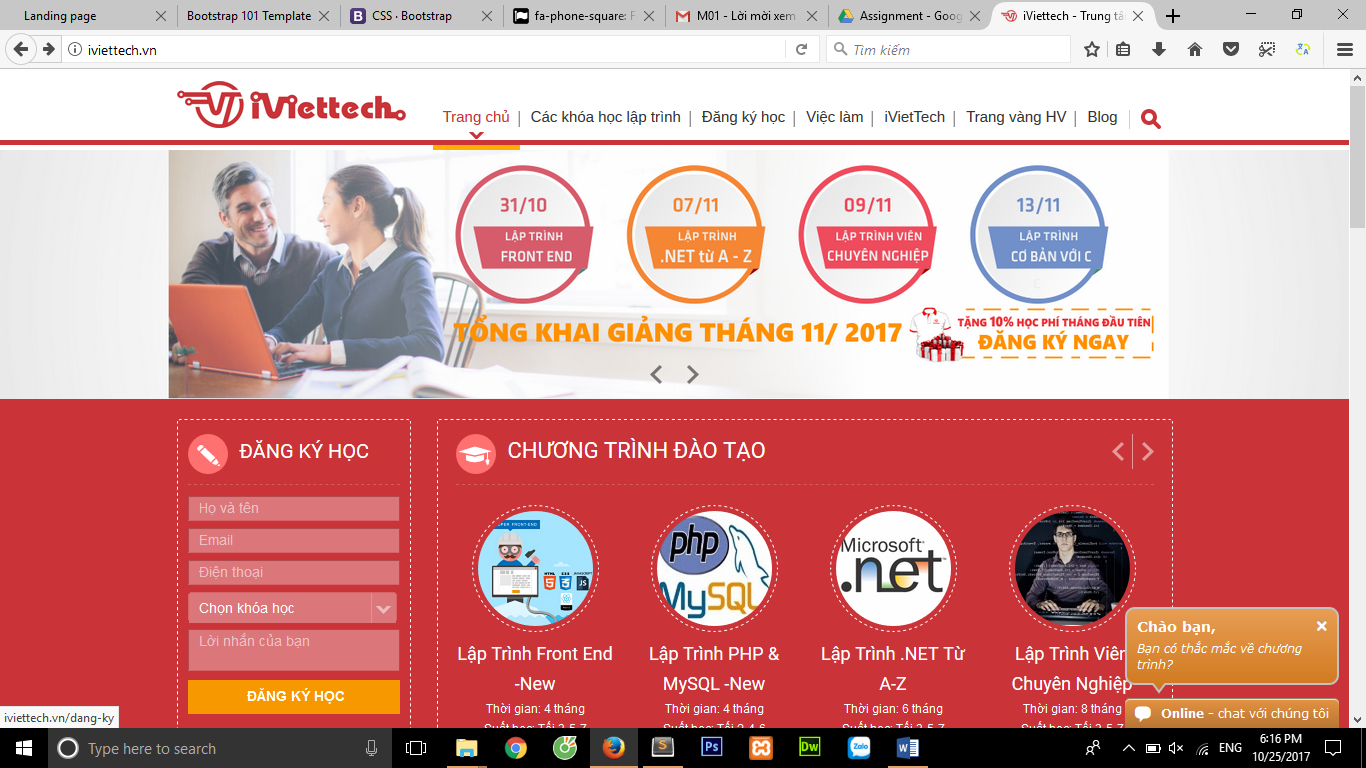 Landing page
Bootstrap 101 Template
CSS · Bootstrap
fa-phone-square: F
M01 - Lời mời xem
Assignment - Goog
iViettech - Trung tâ
iviettech.vn
Tìm kiếm
iViettech
Trang chủ | Các khóa học lập trình | Đăng ký học | Việc làm | iVietTech | Trang vàng HV | Blog
31/10
LẬP TRÌNH
FRONT END
07/11
LẬP TRÌNH
.NET từ A - Z
09/11
LẬP TRÌNH VIÊN
CHUYÊN NGHIỆP
13/11
LẬP TRÌNH
CƠ BẢN VỚI C
C
TỔNG KHAI GIẢNG THÁNG 11/ 2017
TẶNG 10% HỌC PHÍ THÁNG ĐẦU TIÊN
ĐĂNG KÝ NGAY
ĐĂNG KÝ HỌC
Họ và tên
Email
Điện thoại
Chọn khóa học
Lời nhắn của bạn
ĐĂNG KÝ HỌC
CHƯƠNG TRÌNH ĐÀO TẠO
SUPER FRONT-END
HTML CSS JavaScript
php
MySQL
Microsoft
.net
Lập Trình Front End
-New
Thời gian: 4 tháng
Suất học: Tối 3-5-7
Lập Trình PHP &
MySQL -New
Thời gian: 4 tháng
Suất học: Tối 2-4-6
Lập Trình .NET Từ
A-Z
Thời gian: 6 tháng
Suất học: Tối 3-5-7
Lập Trình Viên
Chuyên Nghiệp
Thời gian: 8 tháng
Suất học: Tối 3-5-7
Chào bạn,
Bạn có thắc mắc về chương
trình?
Online - chat với chúng tôi
iviettech.vn/dang-ky
Type here to search
ENG
6:16 PM
10/25/2017